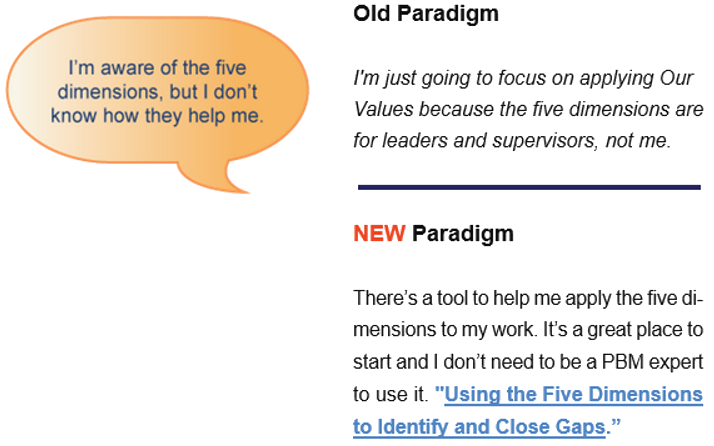 I'm aware of the five
dimensions, but I don't
know how they help me.
Old Paradigm
I'm just going to focus on applying Our
Values because the five dimensions are
for leaders and supervisors, not me.
NEW Paradigm
There's a tool to help me apply the five di-
mensions to my work. It's a great place to
start and I don't need to be a PBM expert
to use it. "Using the Five Dimensions
to Identify and Close Gaps.”